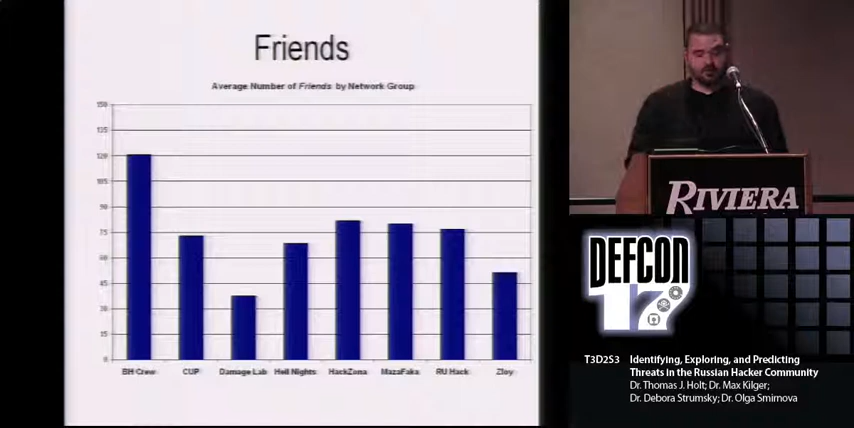 Friends
Average Number of Friends by Network Group
150
135
120
105
90
75
60
45
30
15
0
BH Crew CUP Damage Lab Hell Nights HackZona MazaFaka RU Hack Zloy
RIVIERA
DEFCON
17
T3D2S3 Identifying, Exploring, and Predicting
Threats in the Russian Hacker Community
Dr. Thomas J. Holt; Dr. Max Kilger;
Dr. Debora Strumsky; Dr. Olga Smirnova